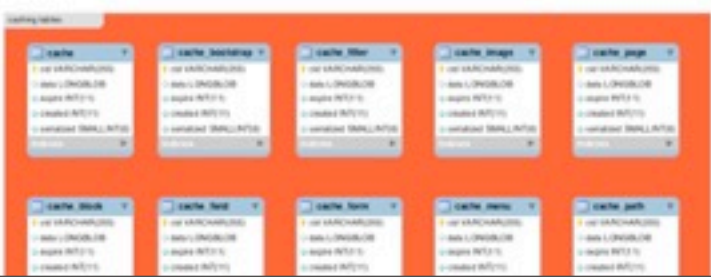 caching tables
cache
cache_bootstrap
cache_filter
cache_image
cache_page
cid VARCHAR(255)
cid VARCHAR(255)
cid VARCHAR(255)
cid VARCHAR(255)
cid VARCHAR(255)
data LONGBLOB
data LONGBLOB
data LONGBLOB
data LONGBLOB
data LONGBLOB
expire INT(11)
expire INT(11)
expire INT(11)
expire INT(11)
expire INT(11)
created INT(11)
created INT(11)
created INT(11)
created INT(11)
created INT(11)
serialized SMALLINT(6)
serialized SMALLINT(6)
serialized SMALLINT(6)
serialized SMALLINT(6)
serialized SMALLINT(6)
Indexes
Indexes
Indexes
Indexes
Indexes
cache_block
cache_field
cache_form
cache_menu
cache_path
cid VARCHAR(255)
cid VARCHAR(255)
cid VARCHAR(255)
cid VARCHAR(255)
cid VARCHAR(255)
data LONGBLOB
data LONGBLOB
data LONGBLOB
data LONGBLOB
data LONGBLOB
expire INT(11)
expire INT(11)
expire INT(11)
expire INT(11)
expire INT(11)
created INT(11)
created INT(11)
created INT(11)
created INT(11)
created INT(11)